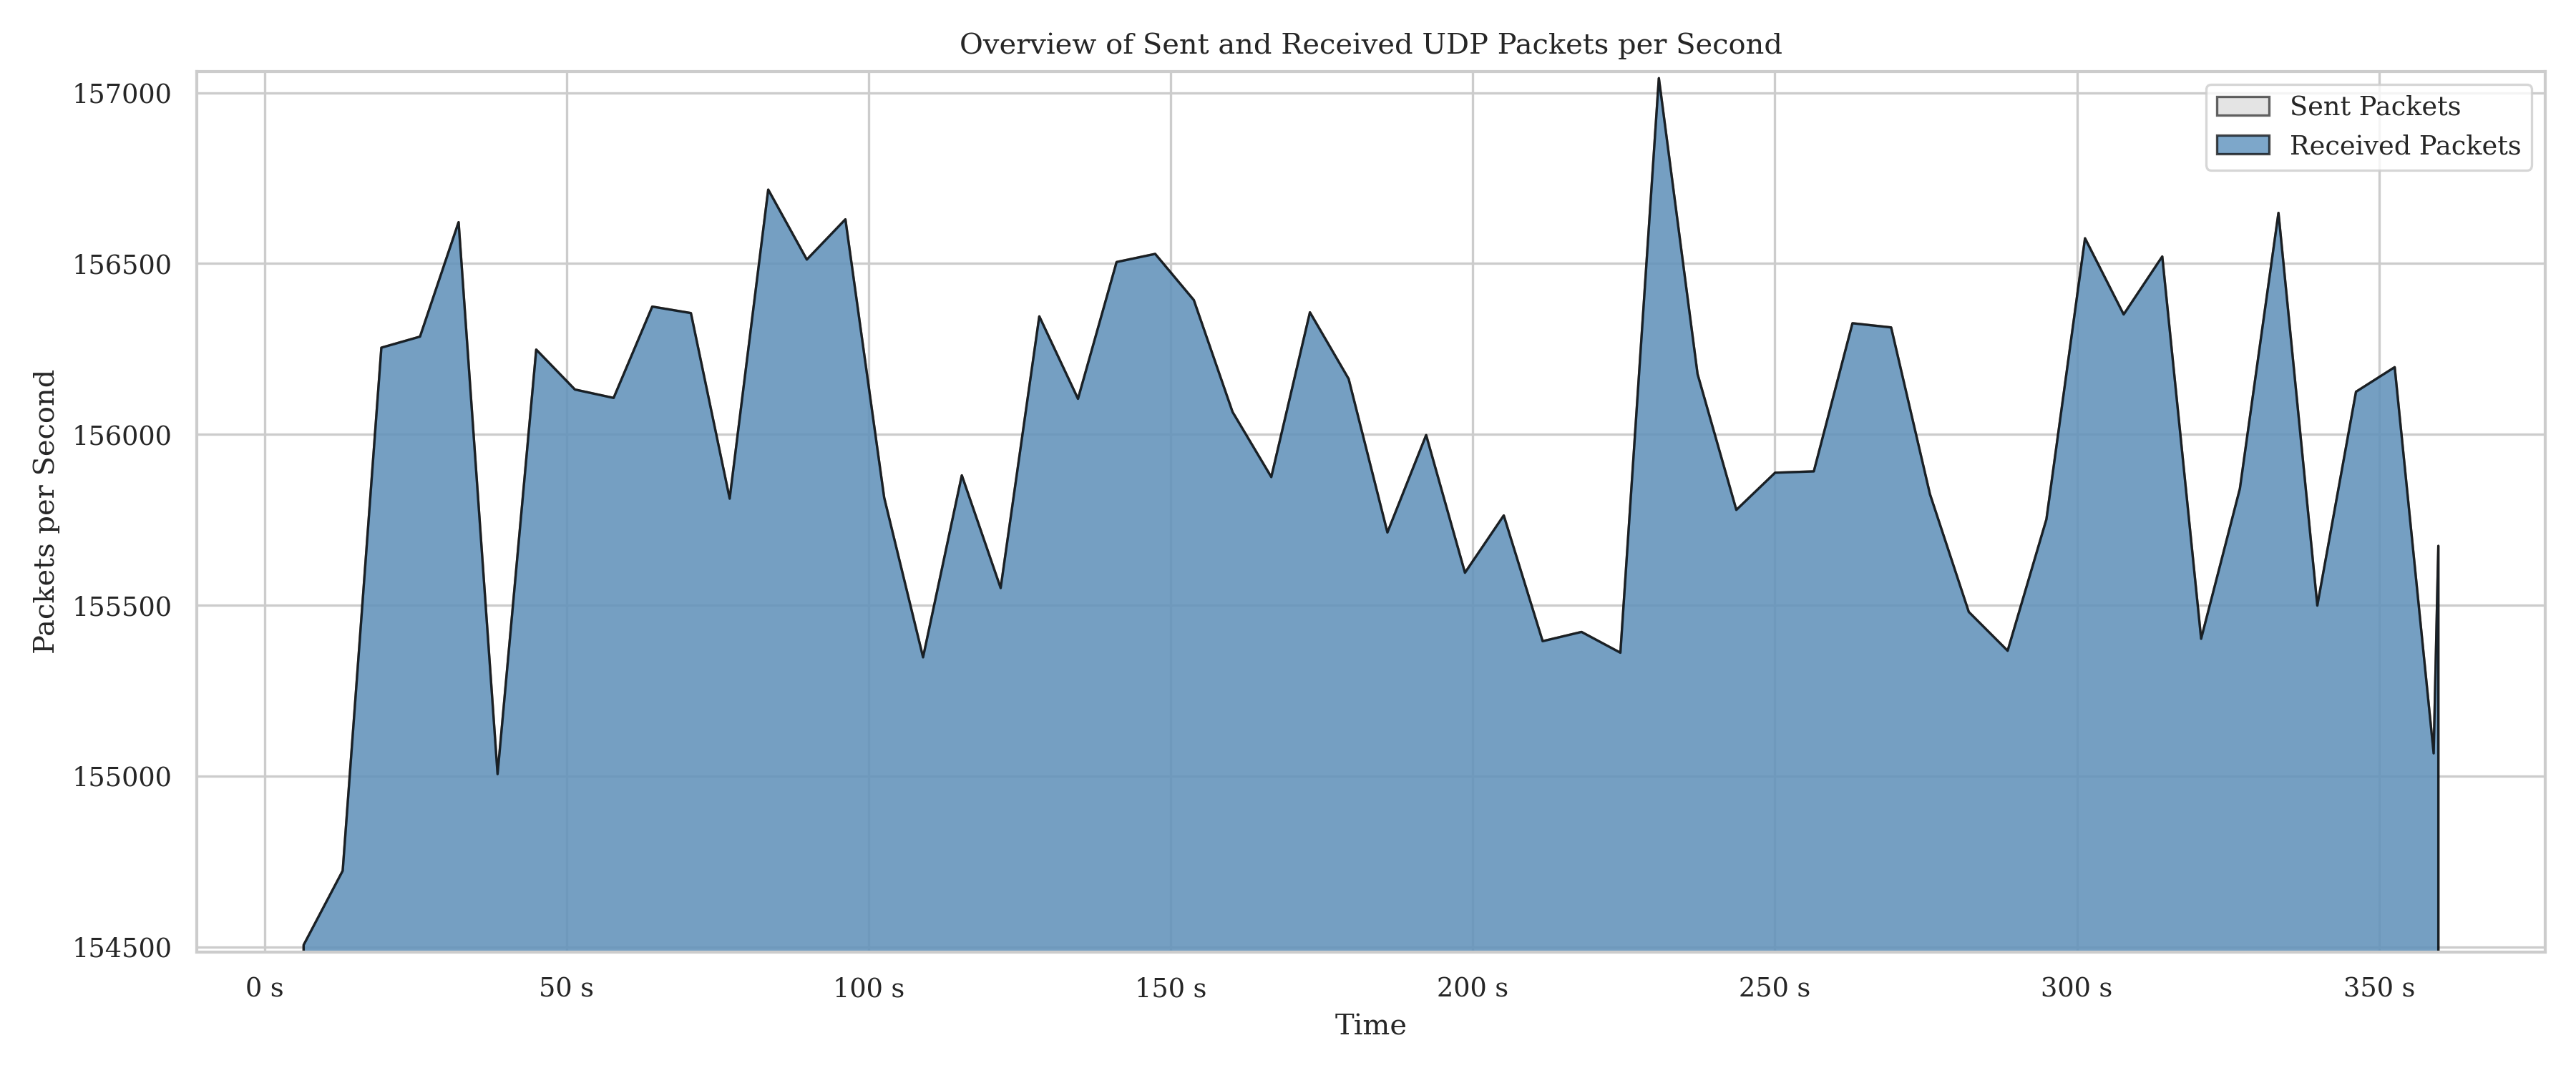 Overview of Sent and Received UDP Packets per Second
157000
156500
156000
155500
155000
154500
Packets per Second
Sent Packets
Received Packets
0 s
50 s
100 s
150 s
200 s
250 s
300 s
350 s
Time